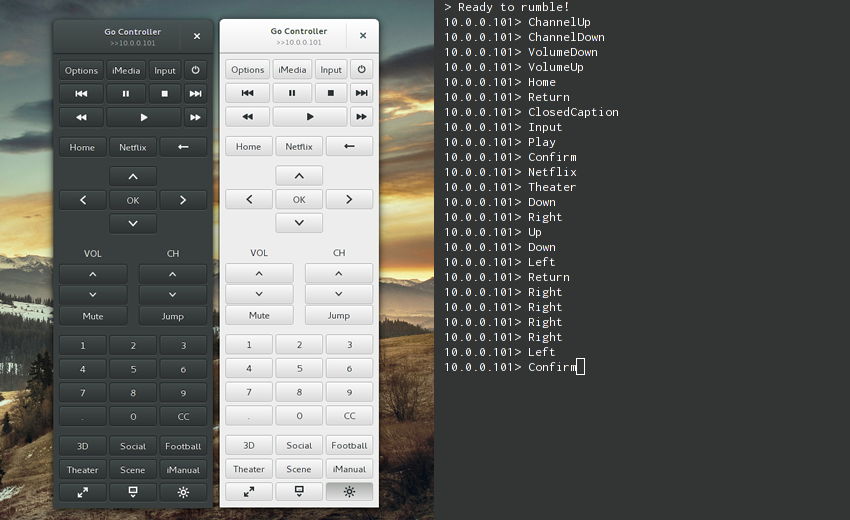 Go Controller
>>10.0.0.101
Options iMedia Input
Home Netflix
OK
VOL CH
Mute Jump
1 2 3
4 5 6
7 8 9
. 0 CC
3D Social Football
Theater Scene iManual
Go Controller
>>10.0.0.101
Options iMedia Input
Home Netflix
OK
VOL CH
Mute Jump
1 2 3
4 5 6
7 8 9
. 0 CC
3D Social Football
Theater Scene iManual
> Ready to rumble!
10.0.0.101> ChannelUp
10.0.0.101> ChannelDown
10.0.0.101> VolumeDown
10.0.0.101> VolumeUp
10.0.0.101> Home
10.0.0.101> Return
10.0.0.101> ClosedCaption
10.0.0.101> Input
10.0.0.101> Play
10.0.0.101> Confirm
10.0.0.101> Netflix
10.0.0.101> Theater
10.0.0.101> Down
10.0.0.101> Right
10.0.0.101> Up
10.0.0.101> Down
10.0.0.101> Left
10.0.0.101> Return
10.0.0.101> Right
10.0.0.101> Right
10.0.0.101> Right
10.0.0.101> Right
10.0.0.101> Left
10.0.0.101> Confirm